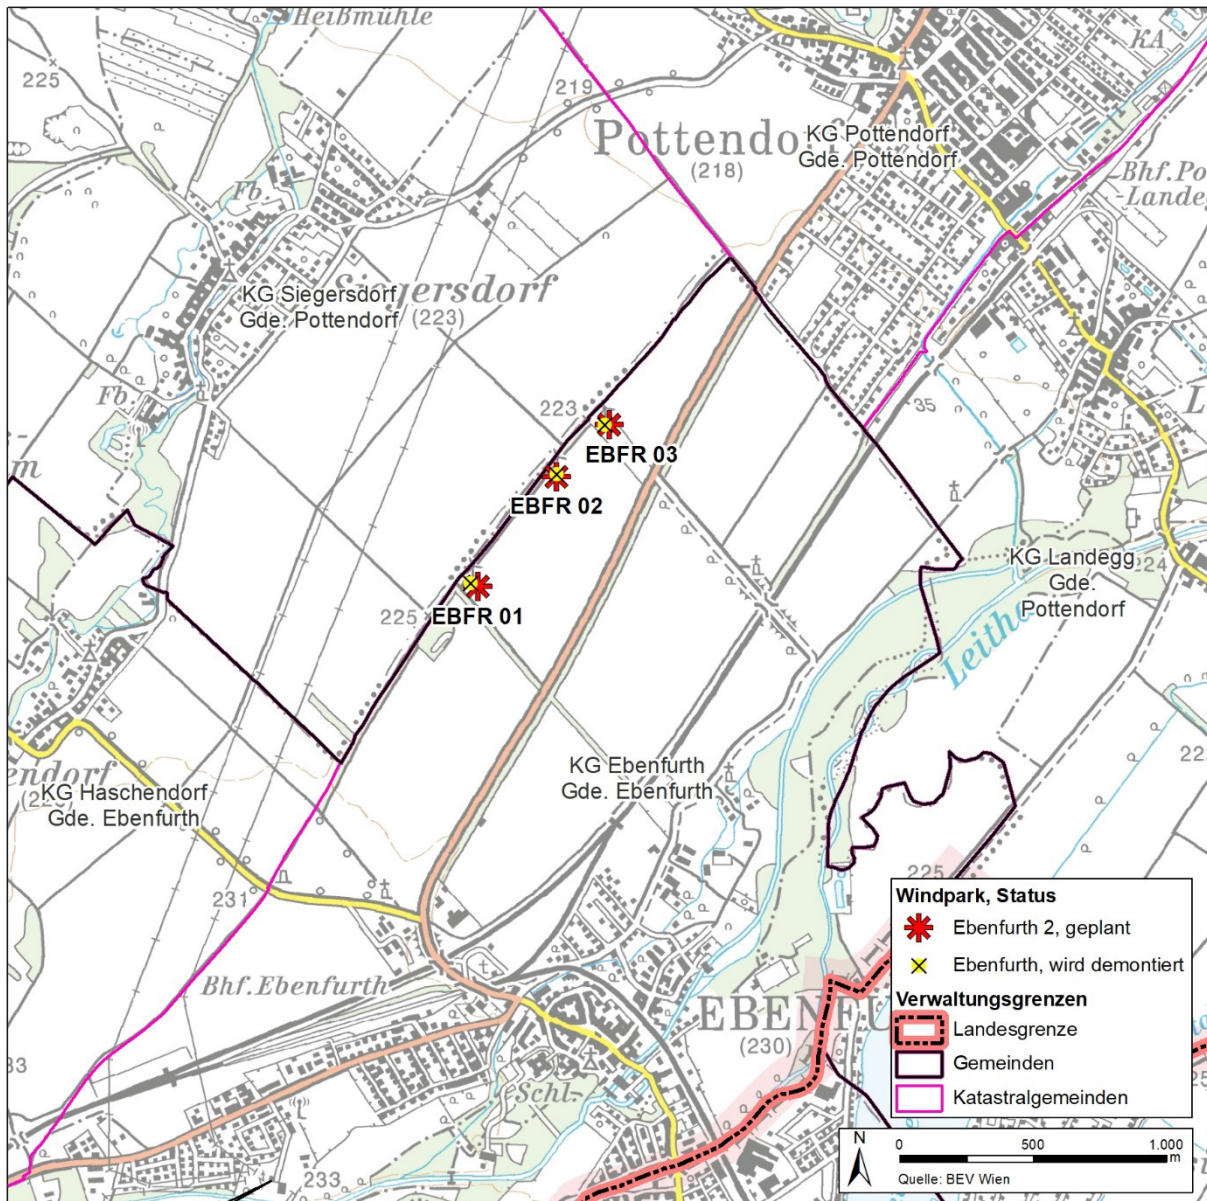 Heißmühle
225
219
KA
Pottendorf
(218)
KG Pottendorf
Gde. Pottendorf
Bhf. Po
-Lande
Fb.
Siegersdorf
(223)
KG Siegersdorf
Gde. Pottendorf
Fb.
223
35
EBFR 03
EBFR 02
EBFR 01
m
L
KG Landegg
Gde.
Pottendorf
224
Leitha
225
endorf
KG Haschendorf
Gde. Ebenfurth
KG Ebenfurth
Gde. Ebenfurth
231
225
Bhf. Ebenfurth
EBENFU
(230)
Schl.
233
Windpark, Status
Ebenfurth 2, geplant
Ebenfurth, wird demontiert
Verwaltungsgrenzen
Landesgrenze
Gemeinden
Katastralgemeinden
N
0 500 1.000
m
Quelle: BEV Wien